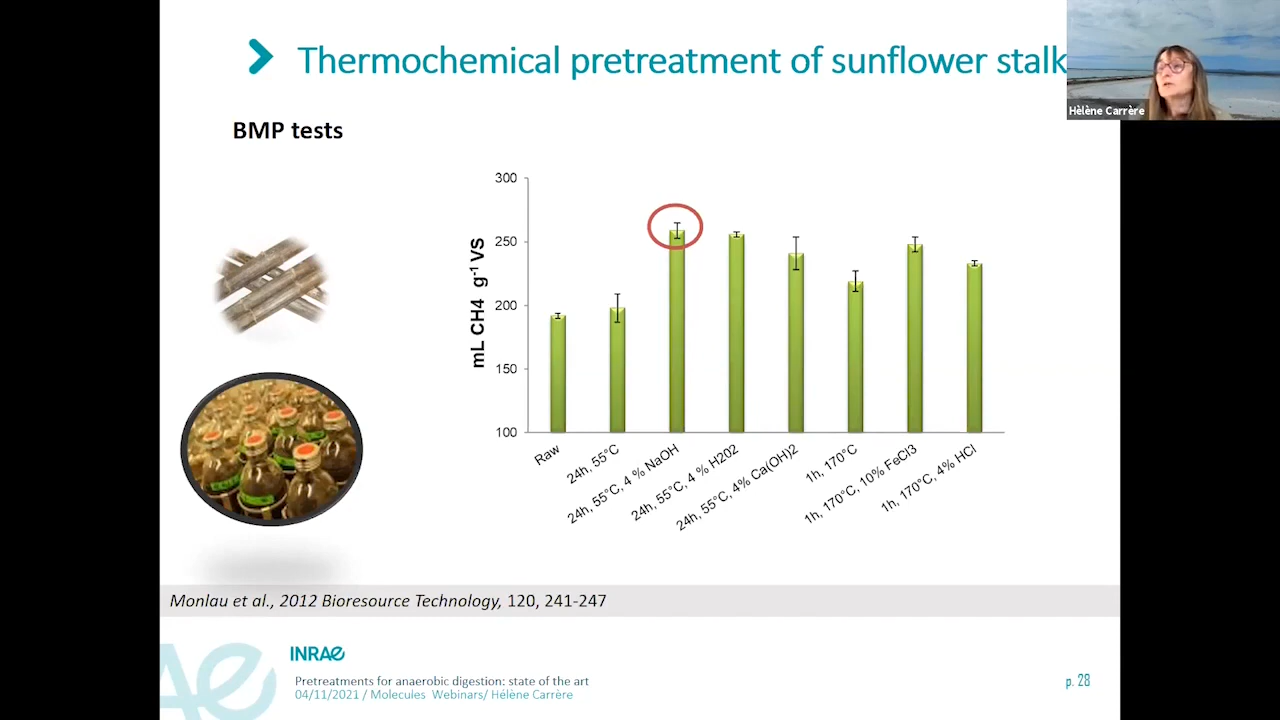 Thermochemical pretreatment of sunflower stalk
Hélène Carrère
BMP tests
300
250
200
150
100
mL CH4 g-1 VS
Raw
24h, 55°C
24h, 55°C, 4 % NaOH
24h, 55°C, 4 % H2O2
24h, 55°C, 4% Ca(OH)2
1h, 170°C
1h, 170°C, 10% FeCl3
1h, 170°C, 4% HCl
Monlau et al., 2012 Bioresource Technology, 120, 241-247
INRAE
Pretreatments for anaerobic digestion: state of the art
04/11/2021 / Molecules Webinars/ Hélène Carrère
p. 28